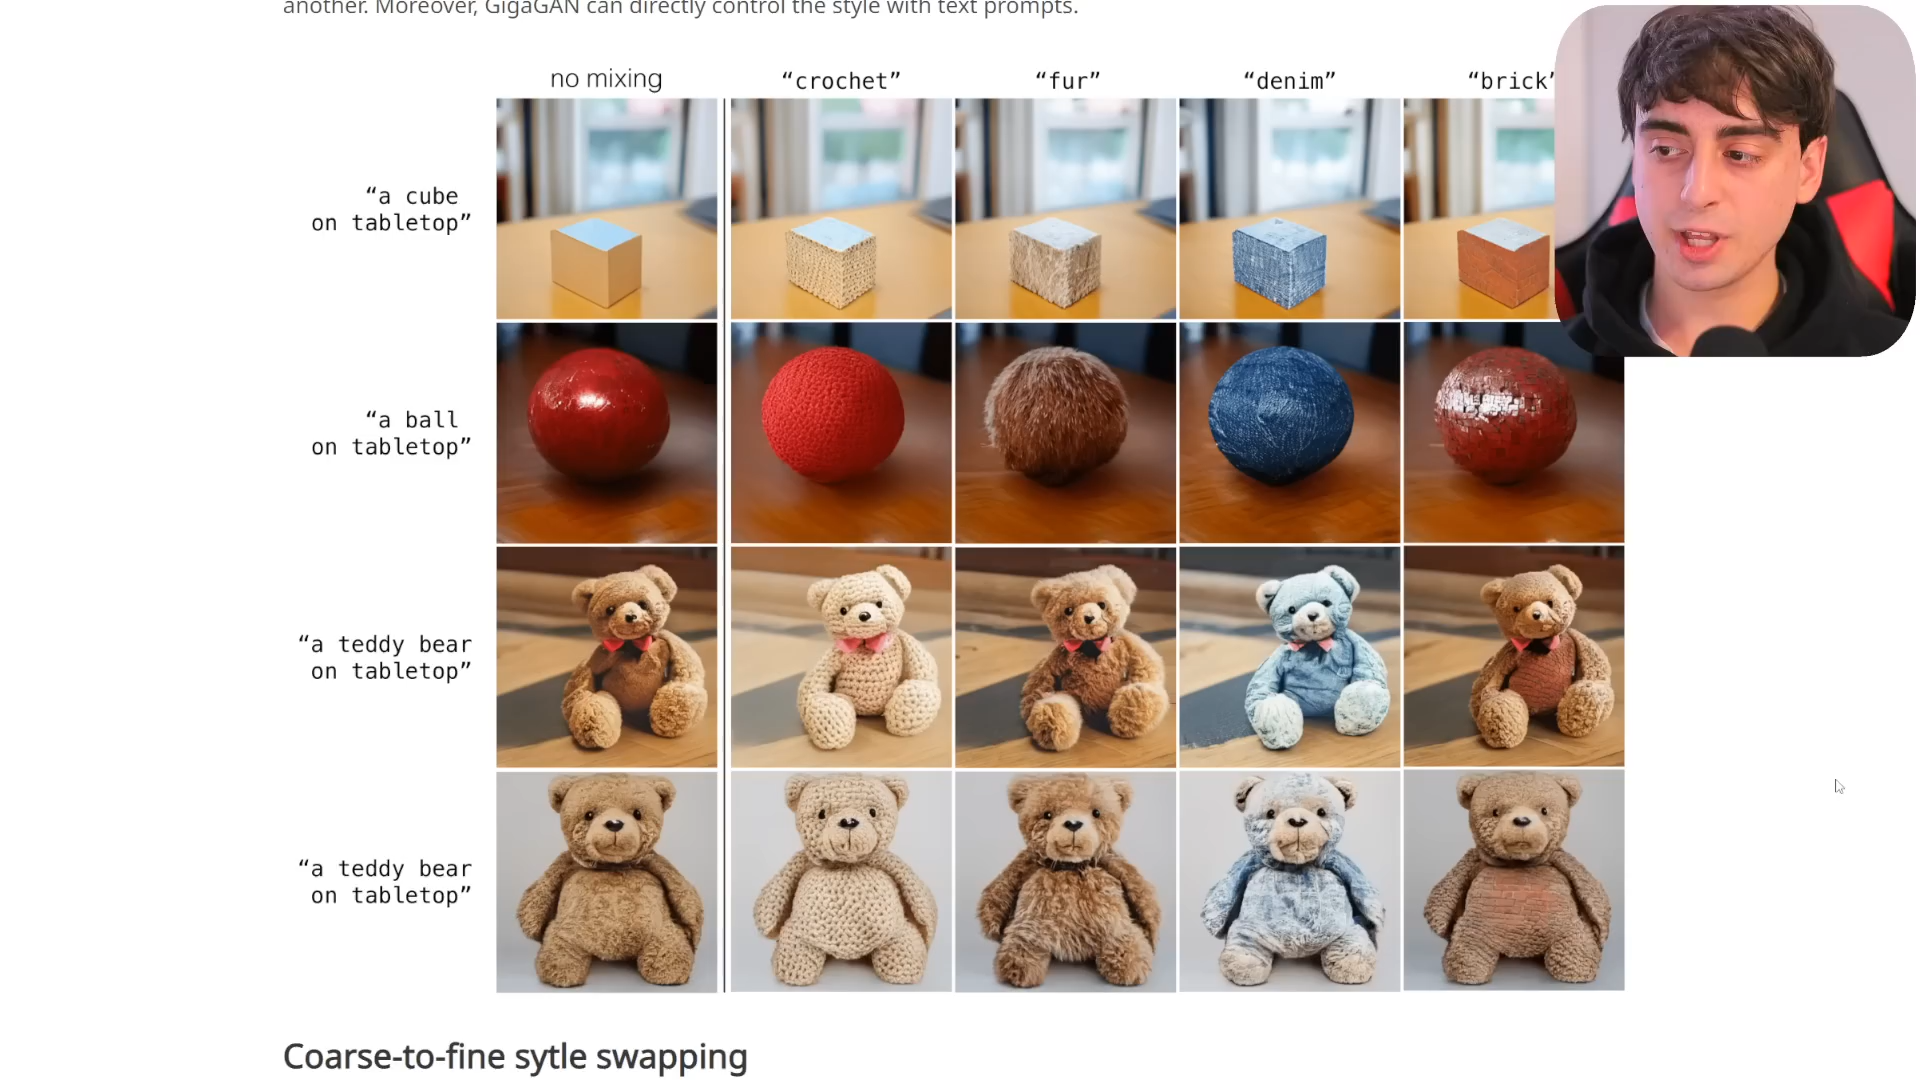 another. Moreover, GigaGAN can directly control the style with text prompts.
no mixing “crochet” “fur” “denim” “brick”
“a cube
on tabletop”
“a ball
on tabletop”
“a teddy bear
on tabletop”
“a teddy bear
on tabletop”
Coarse-to-fine sytle swapping